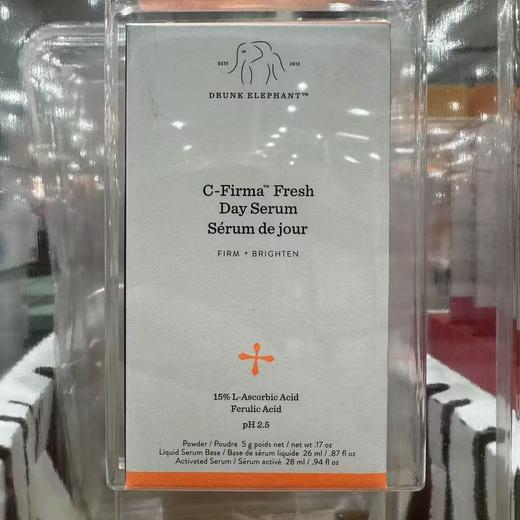 ESTD 2012
DRUNK ELEPHANT™
C-Firma™ Fresh
Day Serum
Sérum de jour
FIRM + BRIGHTEN
15% L-Ascorbic Acid
Ferulic Acid
pH 2.5
Powder / Poudre 5 g poids net / net wt .17 oz
Liquid Serum Base / Base de sérum liquide 26 ml / .87 fl oz
Activated Serum / Sérum activé 28 ml / .94 fl oz